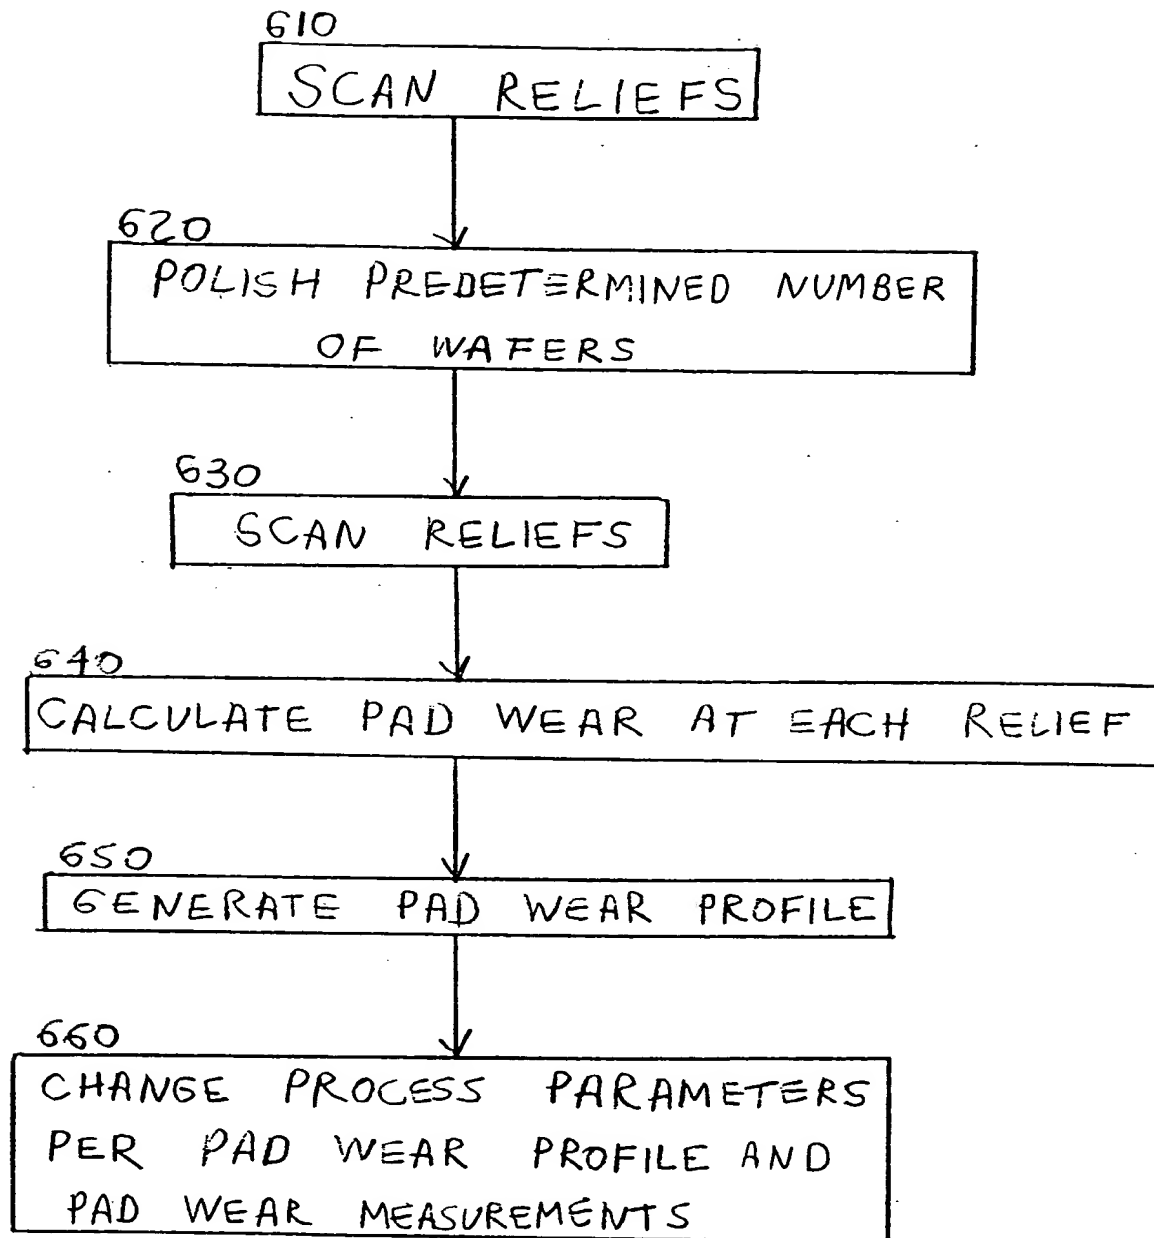 610
SCAN RELIEFS
620
POLISH PREDETERMINED NUMBER
OF WAFERS
630
SCAN RELIEFS
640
CALCULATE PAD WEAR AT EACH RELIEF
650
GENERATE PAD WEAR PROFILE
660
CHANGE PROCESS PARAMETERS
PER PAD WEAR PROFILE AND
PAD WEAR MEASUREMENTS